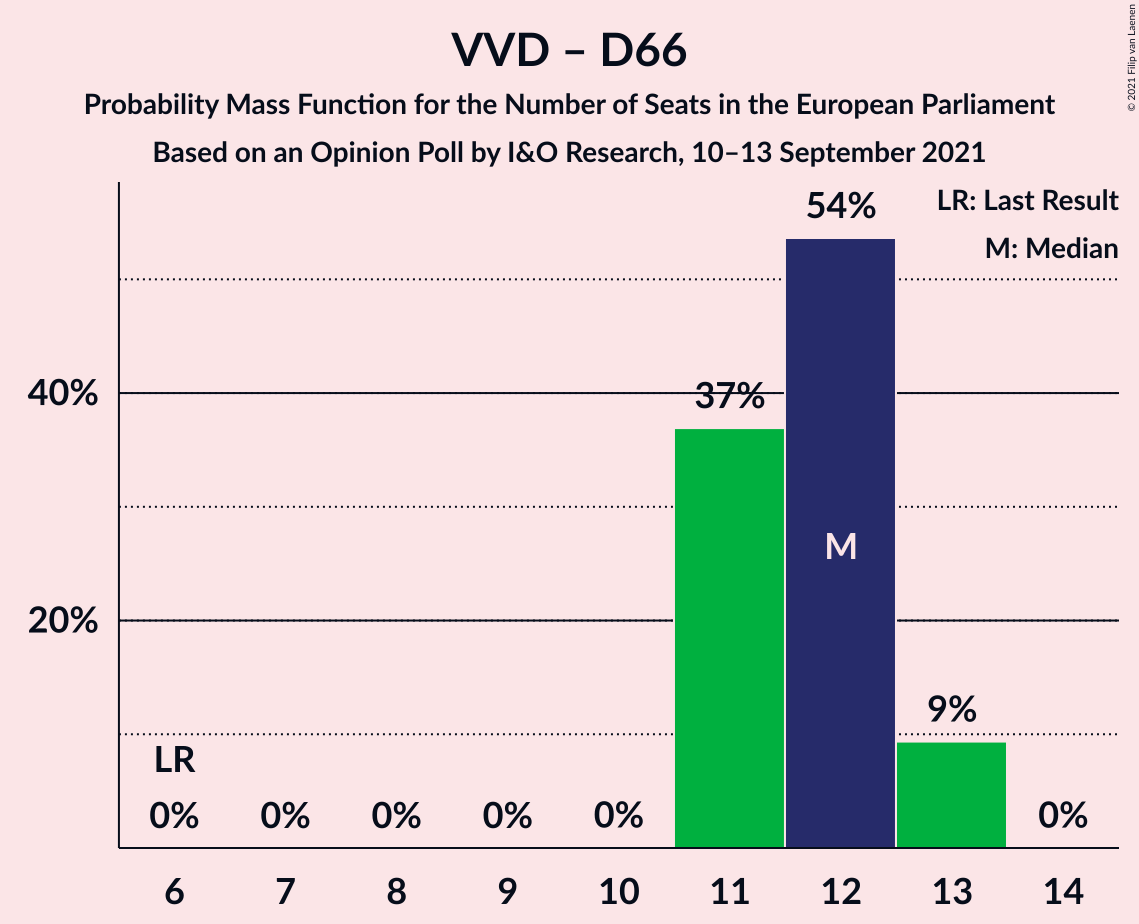 VVD – D66
Probability Mass Function for the Number of Seats in the European Parliament
Based on an Opinion Poll by I&O Research, 10–13 September 2021
© 2021 Filip van Laenen
LR: Last Result
M: Median
54%
40%
37%
M
20%
9%
LR
0% 0% 0% 0% 0% 0%
6 7 8 9 10 11 12 13 14